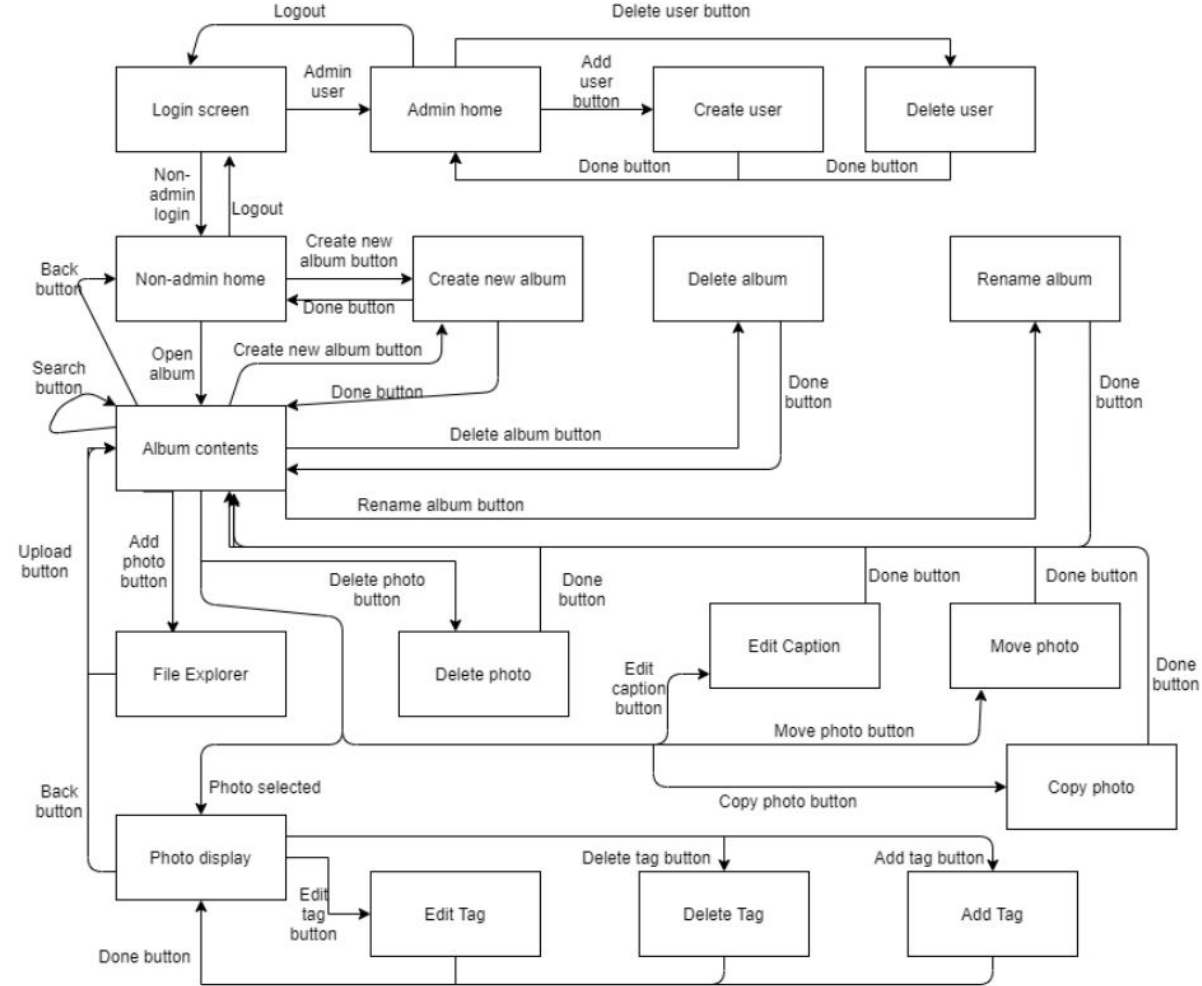 Logout
Delete user button
Login screen
Admin
user
Admin home
Add
user
button
Create user
Delete user
Done button
Done button
Non-
admin
login
Logout
Back
button
Non-admin home
Create new
album button
Done button
Create new album
Delete album
Rename album
Search
button
Open
album
Create new album button
Done button
Done
button
Done
button
Album contents
Delete album button
Rename album button
Upload
button
Add
photo
button
Delete photo
button
Done
button
Done button
Done button
File Explorer
Delete photo
Edit
caption
button
Edit Caption
Move photo
Done
button
Move photo button
Back
button
Photo selected
Copy photo button
Copy photo
Photo display
Edit
tag
button
Delete tag button
Add tag button
Edit Tag
Delete Tag
Add Tag
Done button